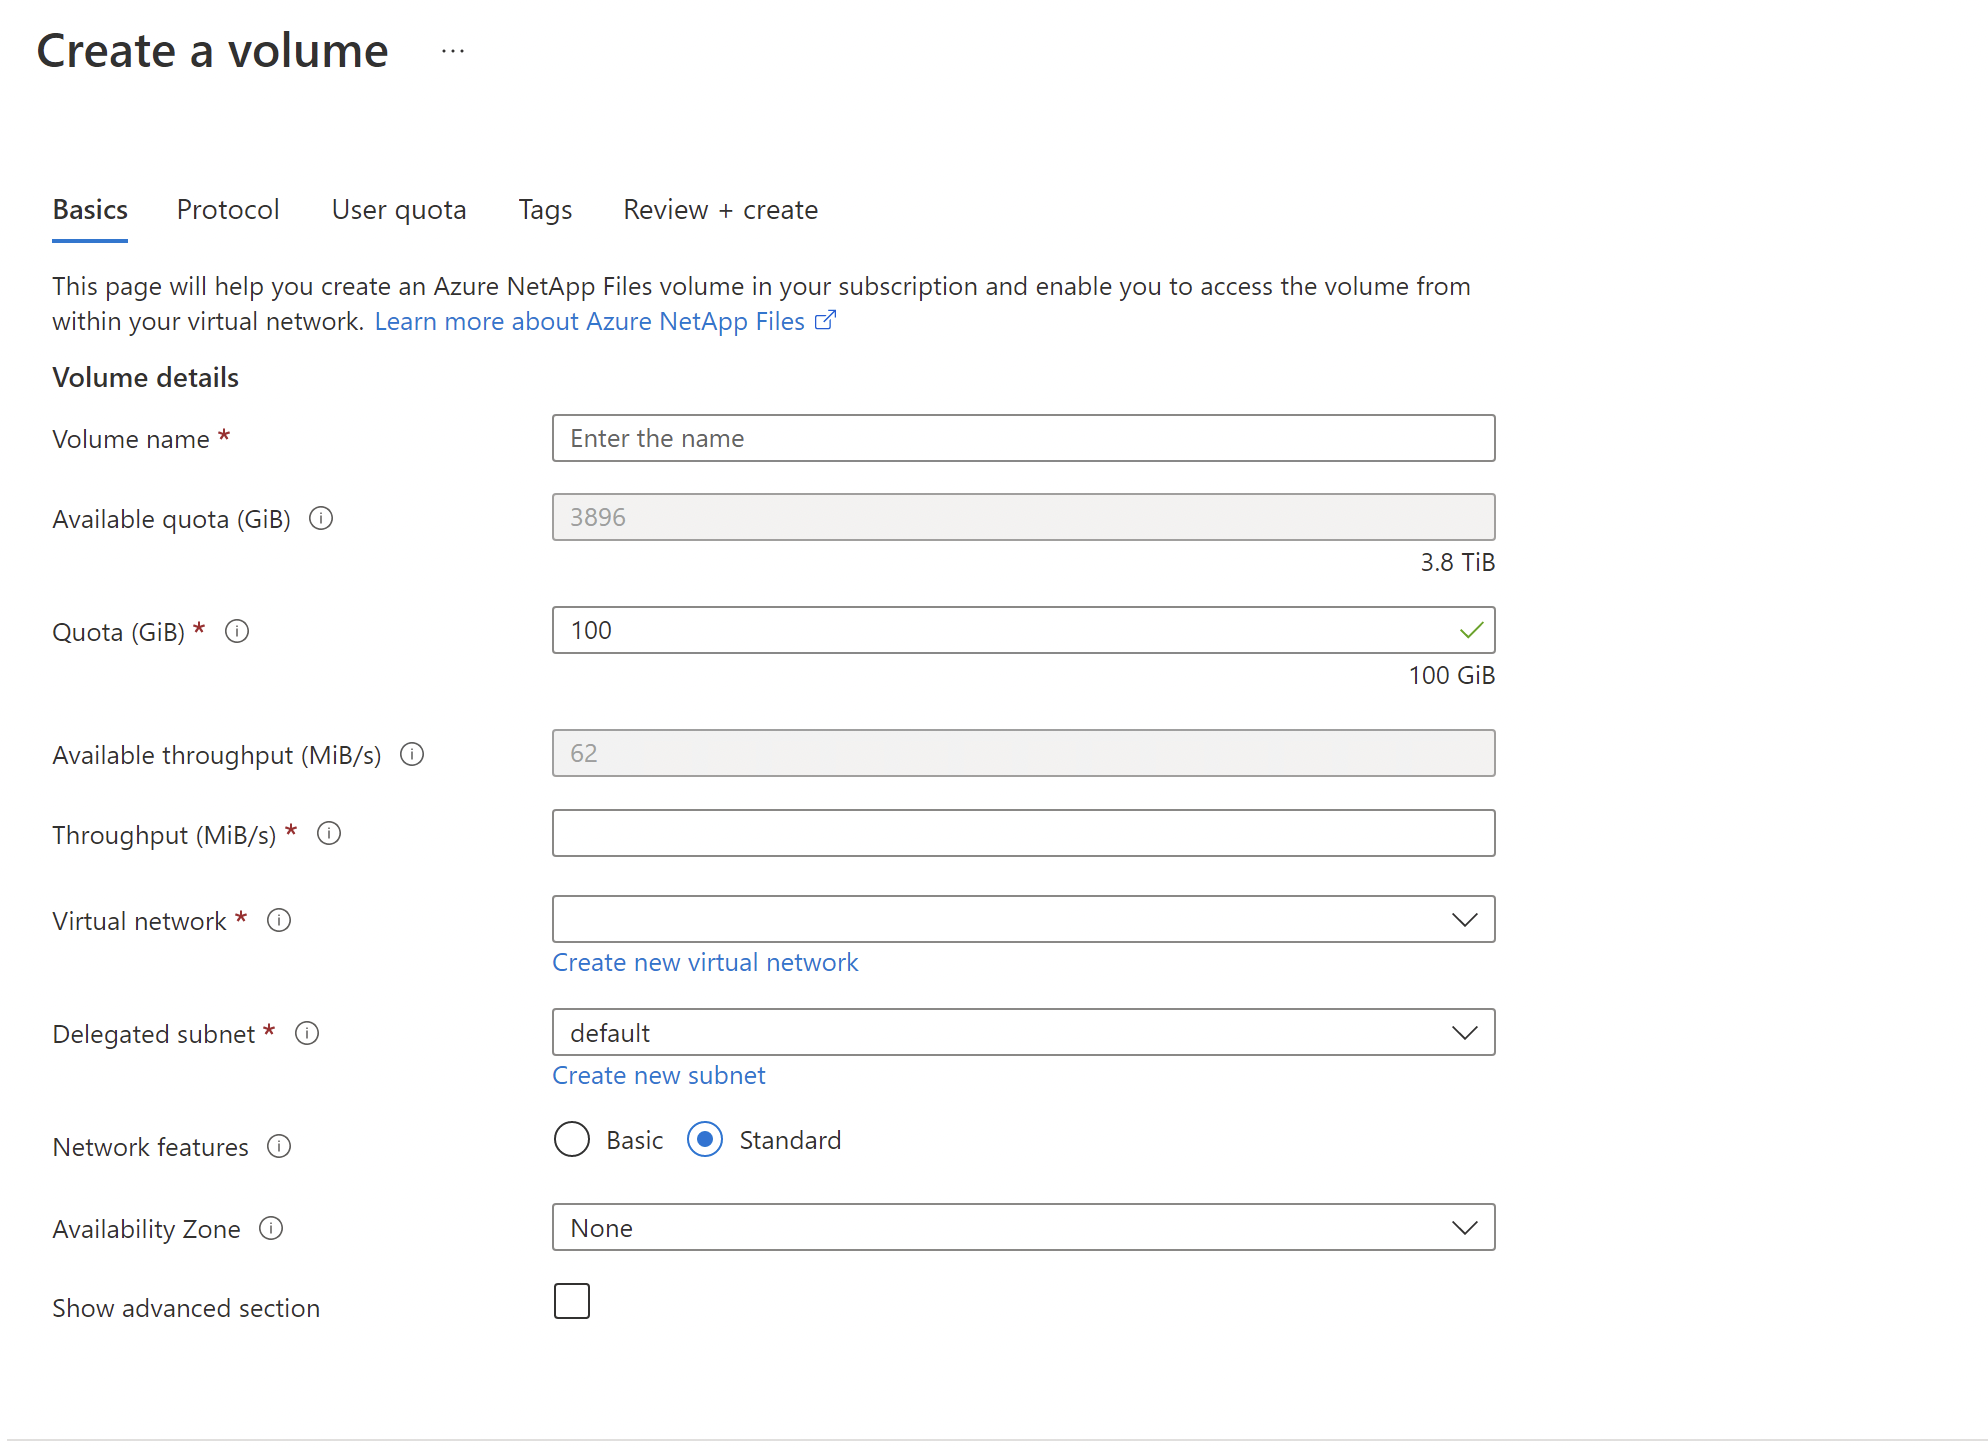 Create a volume ...
Basics Protocol User quota Tags Review + create
This page will help you create an Azure NetApp Files volume in your subscription and enable you to access the volume from
within your virtual network. Learn more about Azure NetApp Files
Volume details
Volume name * Enter the name
Available quota (GiB) 3896
3.8 TiB
Quota (GiB) * 100
100 GiB
Available throughput (MiB/s) 62
Throughput (MiB/s) *
Virtual network *
Create new virtual network
Delegated subnet * default
Create new subnet
Network features Basic Standard
Availability Zone None
Show advanced section